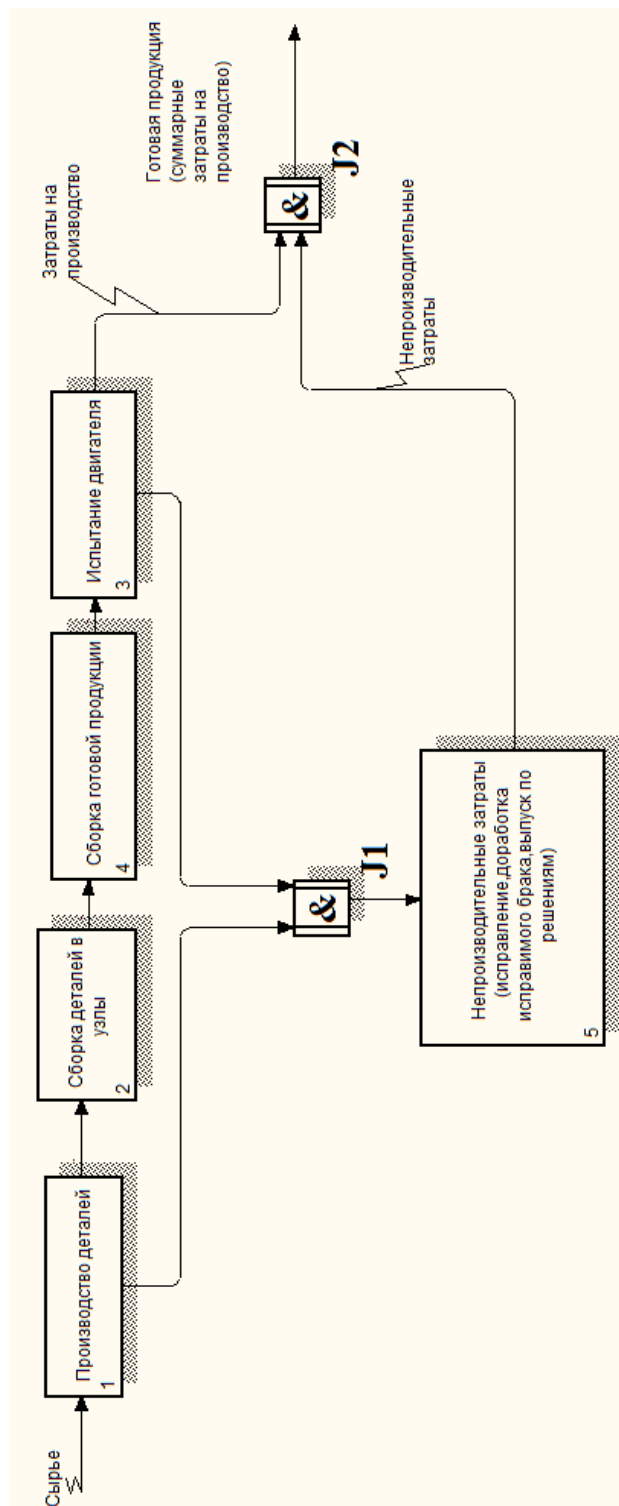 Сырье
Производство деталей
1
Сборка деталей в
узлы
2
Сборка готовой продукции
4
Испытание двигателя
3
Затраты на
производство
Готовая продукция
(суммарные
затраты на
производство)
&
J2
&
J1
Непроизводительные
затраты
Непроизводительные затраты
(исправление,доработка
исправимого брака,выпуск по
решениям)
5